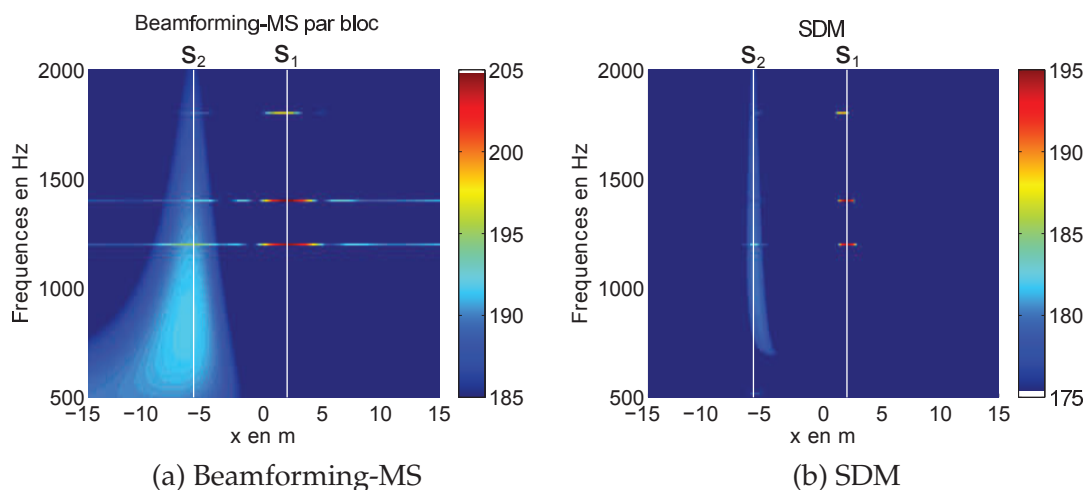 Beamforming-MS par bloc
S2
S1
2000
1500
1000
500
Frequences en Hz
−15
−10
−5
0
5
10
15
x en m
205
200
195
190
185
(a) Beamforming-MS
SDM
S2
S1
2000
1500
1000
500
Frequences en Hz
−15
−10
−5
0
5
10
15
x en m
195
190
185
180
175
(b) SDM